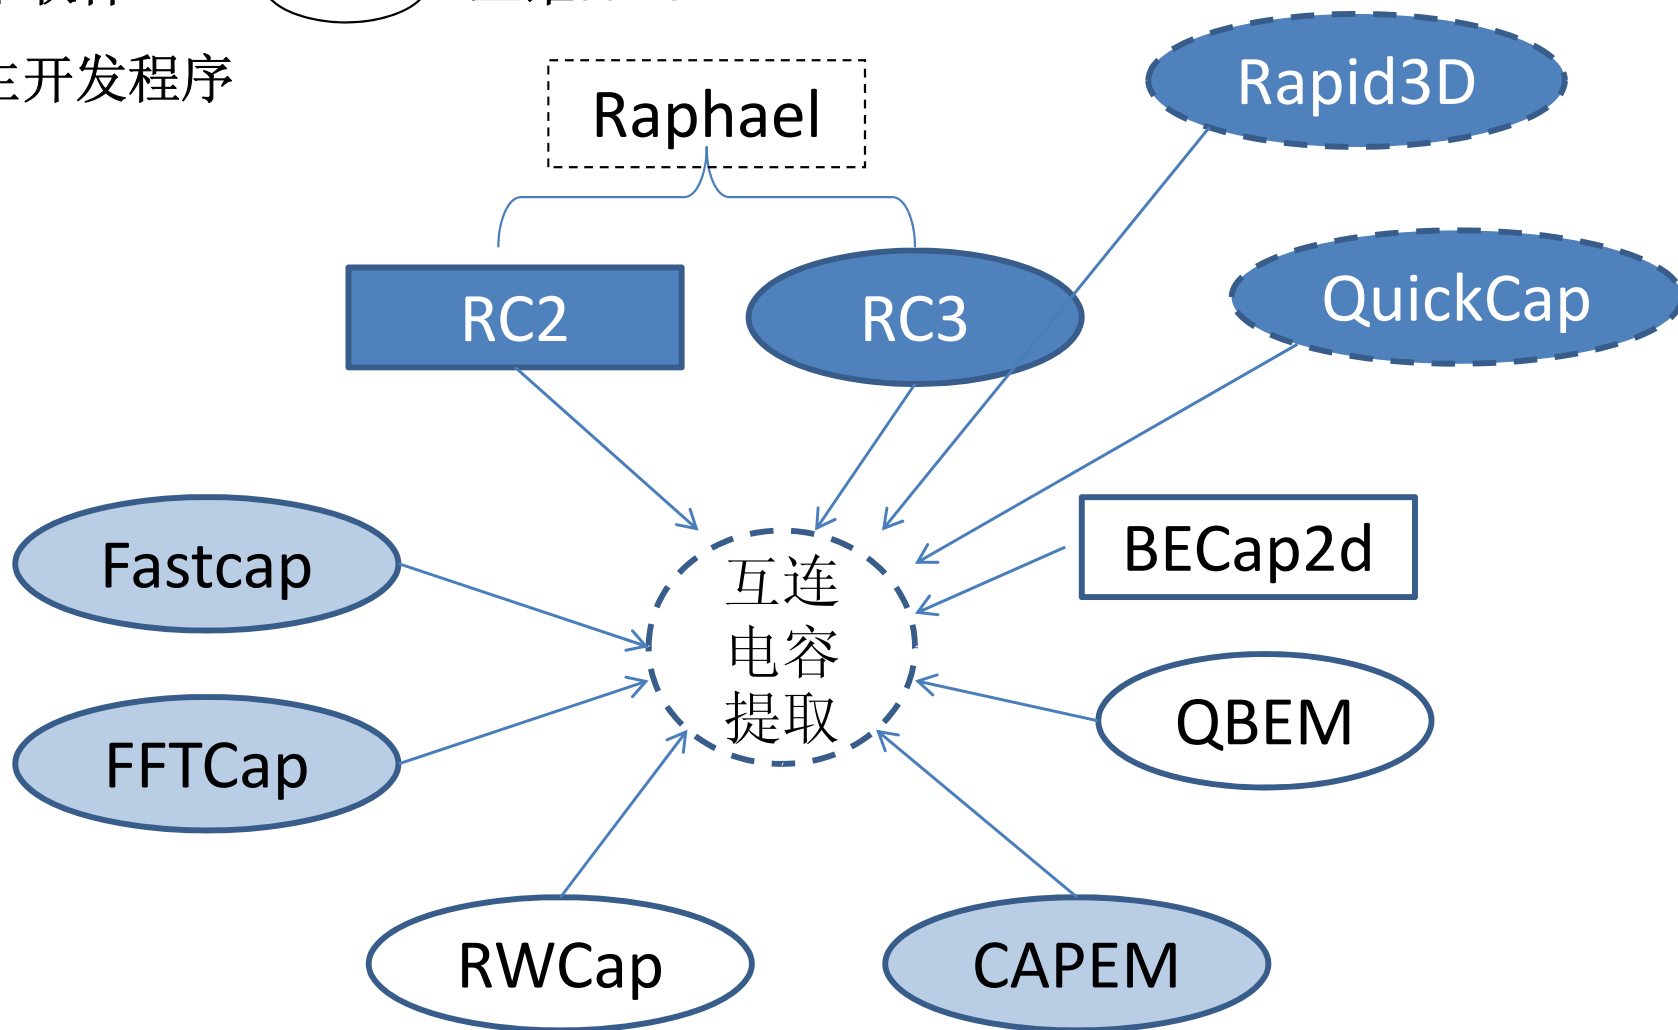 开发程序
Rapid3D
Raphael
QuickCap
RC2
RC3
BECap2d
Fastcap
互连
电容
提取
QBEM
FFTCap
RWCap
CAPEM